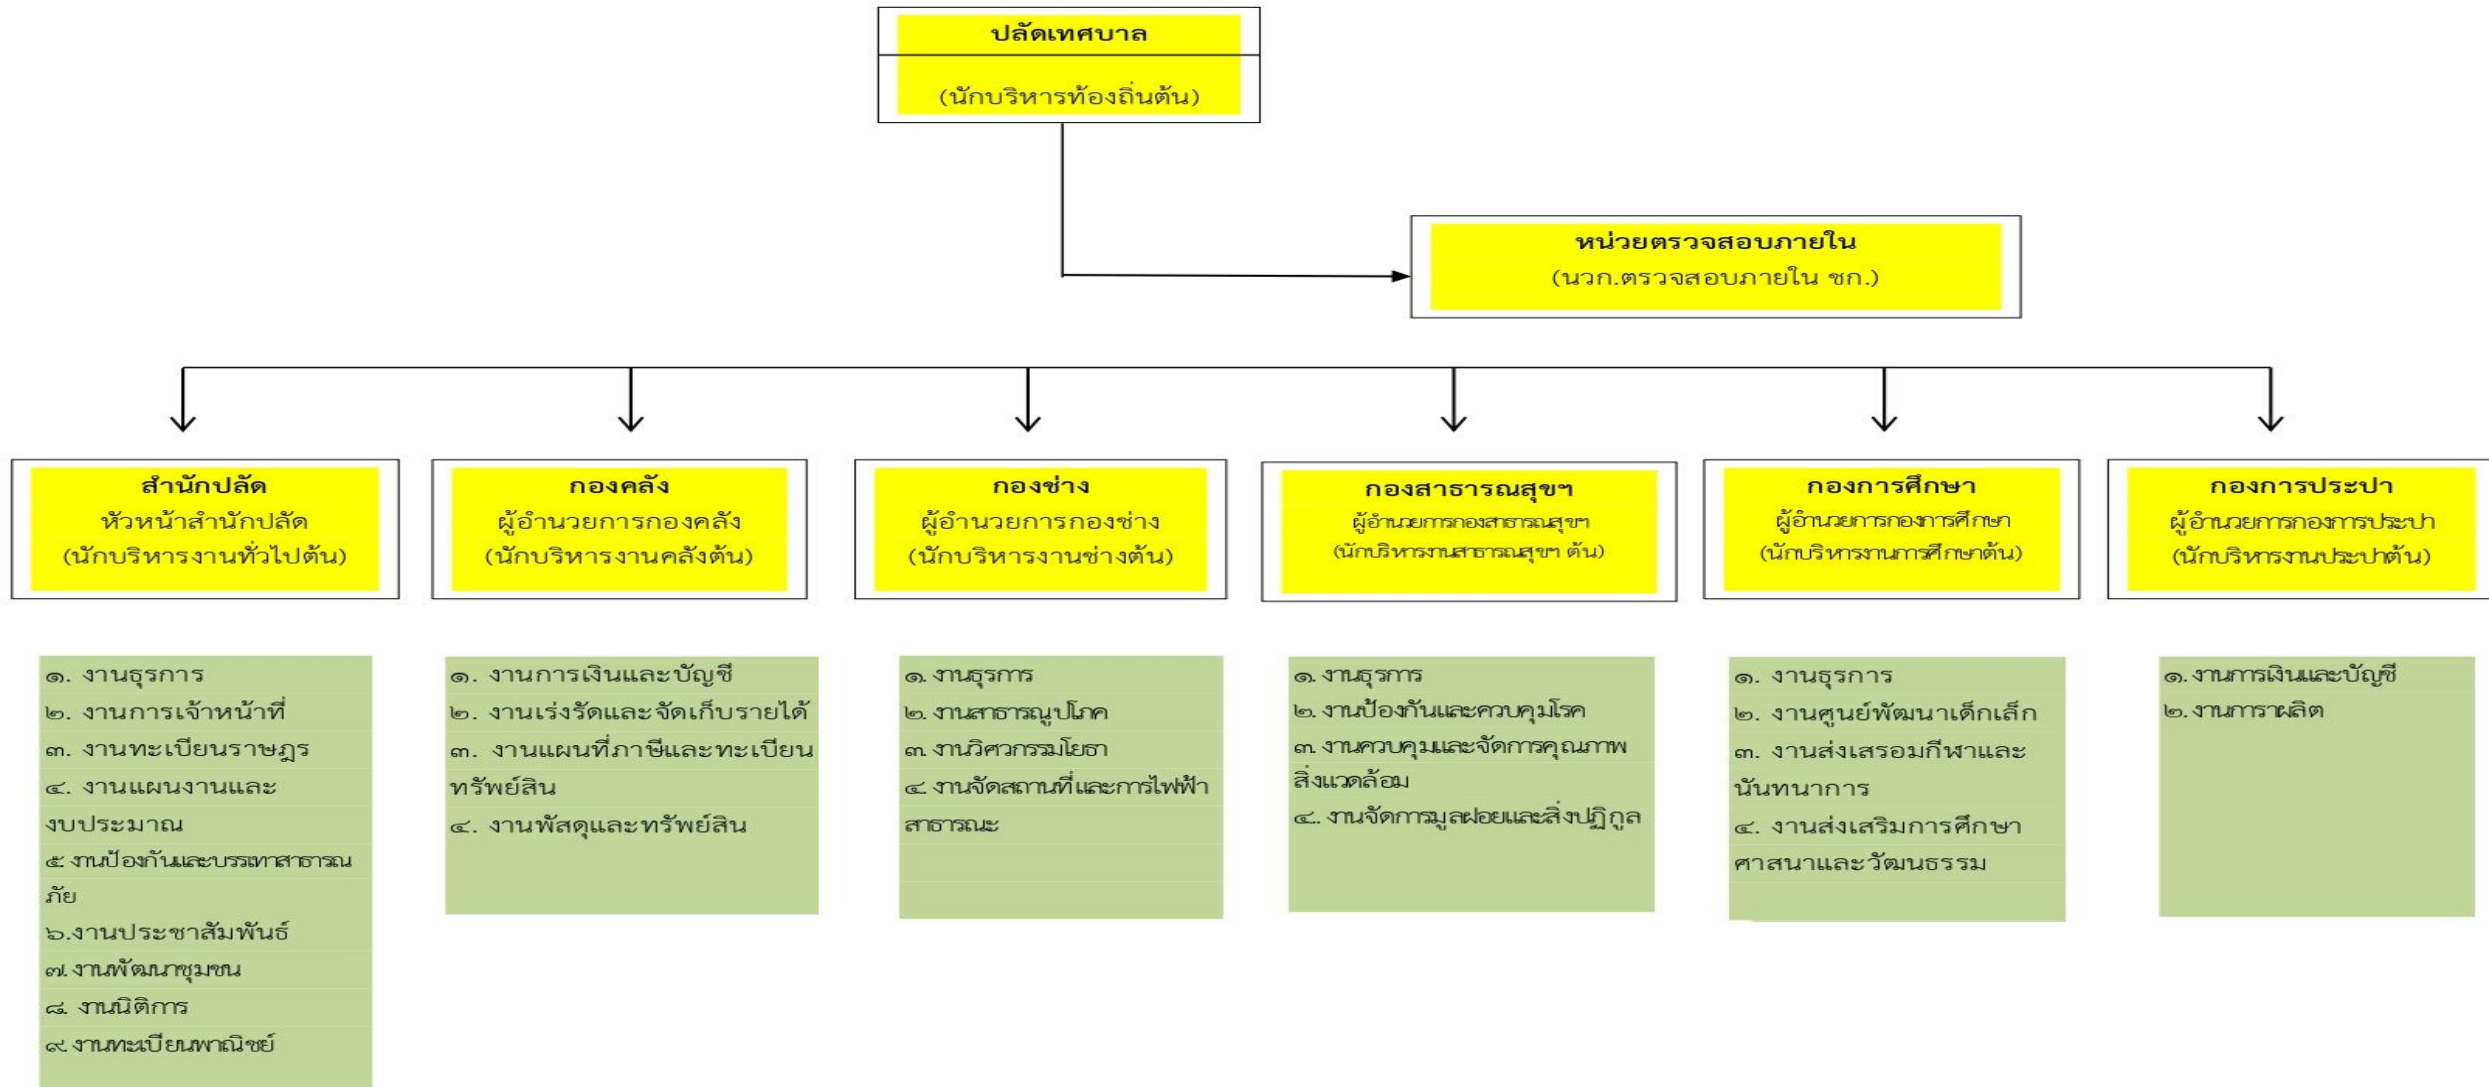 ปลัดเทศบาล
(นักบริหารท้องถิ่นต้น)
หน่วยตรวจสอบภายใน
(นวก.ตรวจสอบภายใน ชก.)
สำนักปลัด
หัวหน้าสำนักปลัด
(นักบริหารงานทั่วไปต้น)
กองคลัง
ผู้อำนวยการกองคลัง
(นักบริหารงานคลังต้น)
กองช่าง
ผู้อำนวยการกองช่าง
(นักบริหารงานช่างต้น)
กองสาธารณสุขฯ
ผู้อำนวยการกองสาธารณสุขฯ
(นักบริหารงานสาธารณสุขฯ ต้น)
กองการศึกษา
ผู้อำนวยการกองการศึกษา
(นักบริหารงานการศึกษาต้น)
กองการประปา
ผู้อำนวยการกองการประปา
(นักบริหารงานประปาต้น)
๑. งานธุรการ
๒. งานการเจ้าหน้าที่
๓. งานทะเบียนราษฎร
๔. งานแผนงานและ
งบประมาณ
๕. งานป้องกันและบรรเทาสาธารณ
ภัย
๖.งานประชาสัมพันธ์
๗. งานพัฒนาชุมชน
๘. งานนิติการ
๙. งานทะเบียนพาณิชย์
๑. งานการเงินและบัญชี
๒. งานเร่งรัดและจัดเก็บรายได้
๓. งานแผนที่ภาษีและทะเบียน
ทรัพย์สิน
๔. งานพัสดุและทรัพย์สิน
๑. งานธุรการ
๒. งานสาธารณูปโภค
๓. งานวิศวกรรมโยธา
๔. งานจัดสถานที่และการไฟฟ้า
สาธารณะ
๑. งานธุรการ
๒. งานป้องกันและควบคุมโรค
๓. งานควบคุมและจัดการคุณภาพ
สิ่งแวดล้อม
๔. งานจัดการมูลฝอยและสิ่งปฏิกูล
๑. งานธุรการ
๒. งานศูนย์พัฒนาเด็กเล็ก
๓. งานส่งเสรอมกีฬาและ
นันทนาการ
๔. งานส่งเสริมการศึกษา
ศาสนาและวัฒนธรรม
๑. งานการเงินและบัญชี
๒. งานการาผลิต